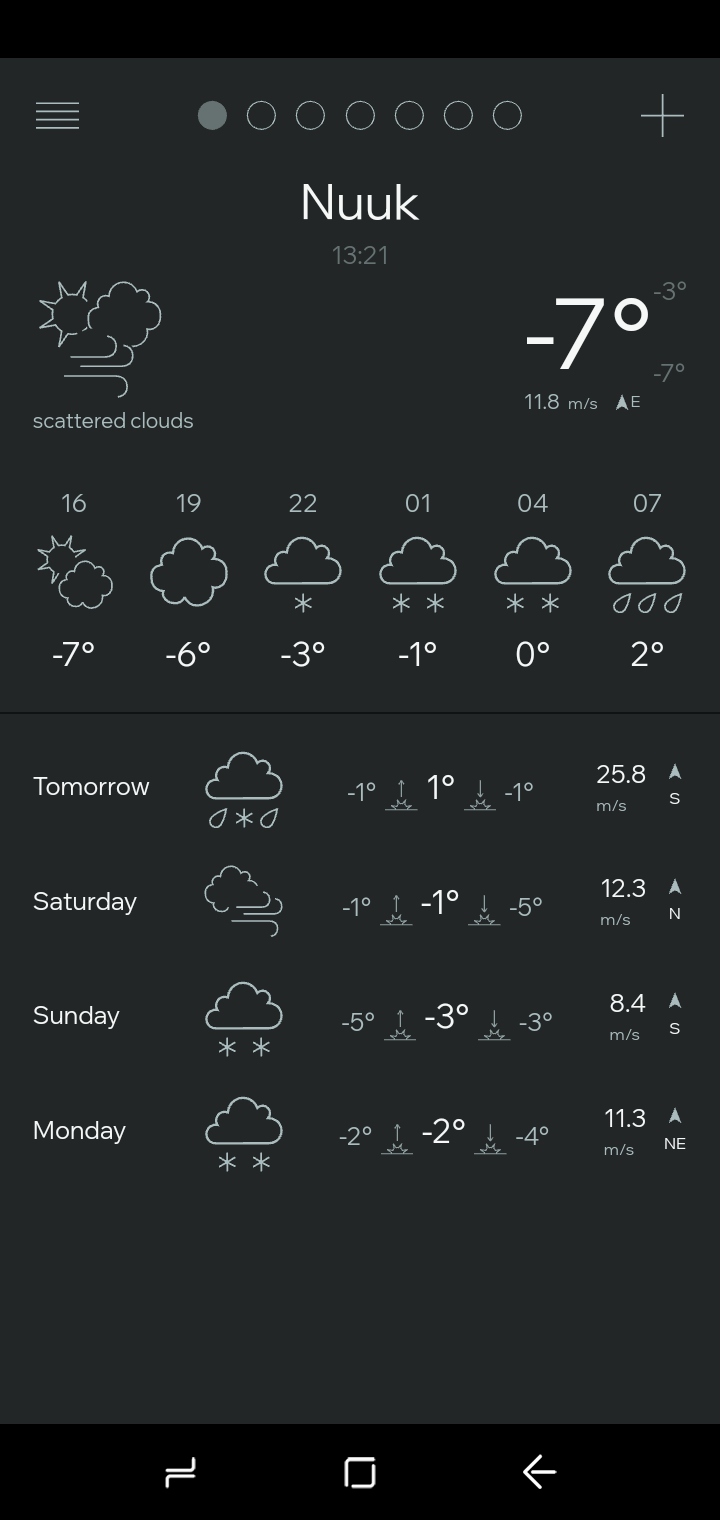 Nuuk
13:21
-7° -3°
-7°
11.8 m/s E
scattered clouds
16 19 22 01 04 07
-7° -6° -3° -1° 0° 2°
Tomorrow -1° 1° -1° 25.8 m/s S
Saturday -1° -1° -5° 12.3 m/s N
Sunday -5° -3° -3° 8.4 m/s S
Monday -2° -2° -4° 11.3 m/s NE